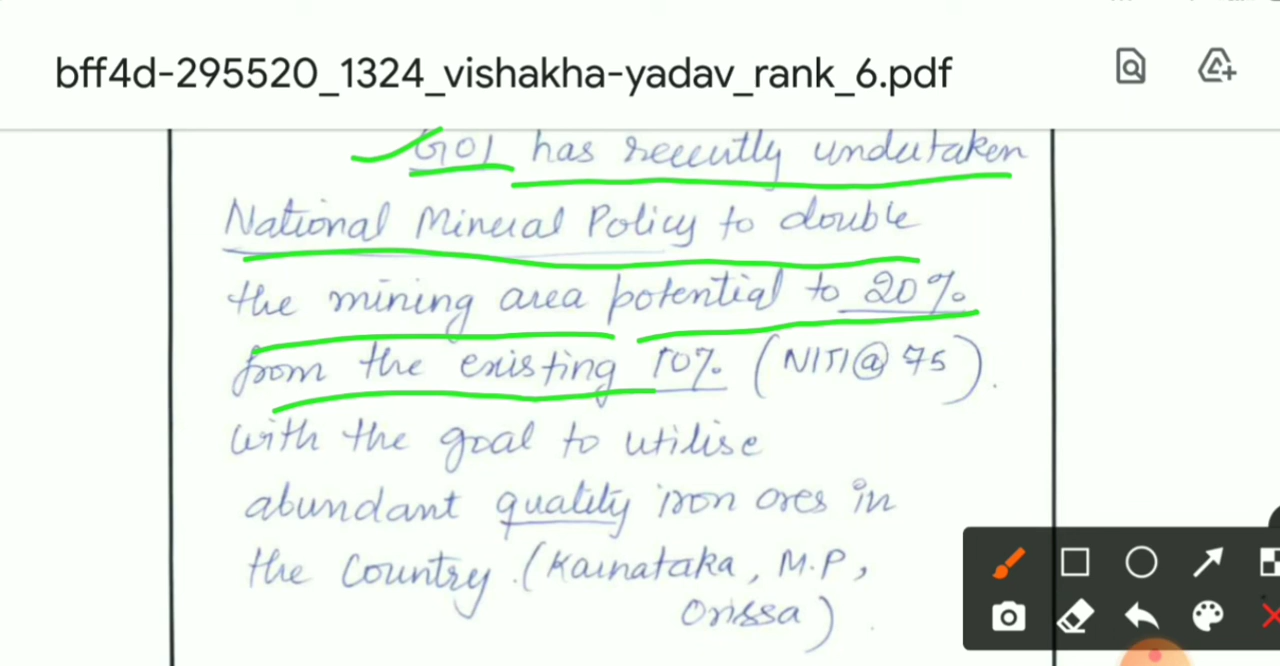 bff4d-295520_1324_vishakha-yadav_rank_6.pdf
GOI has recently undertaken
National Mineral Policy to double
the mining area potential to 20%
from the existing 10% (NITI@75).
with the goal to utilise
abundant quality iron ores in
the Country. (Karnataka, M.P,
Orissa)